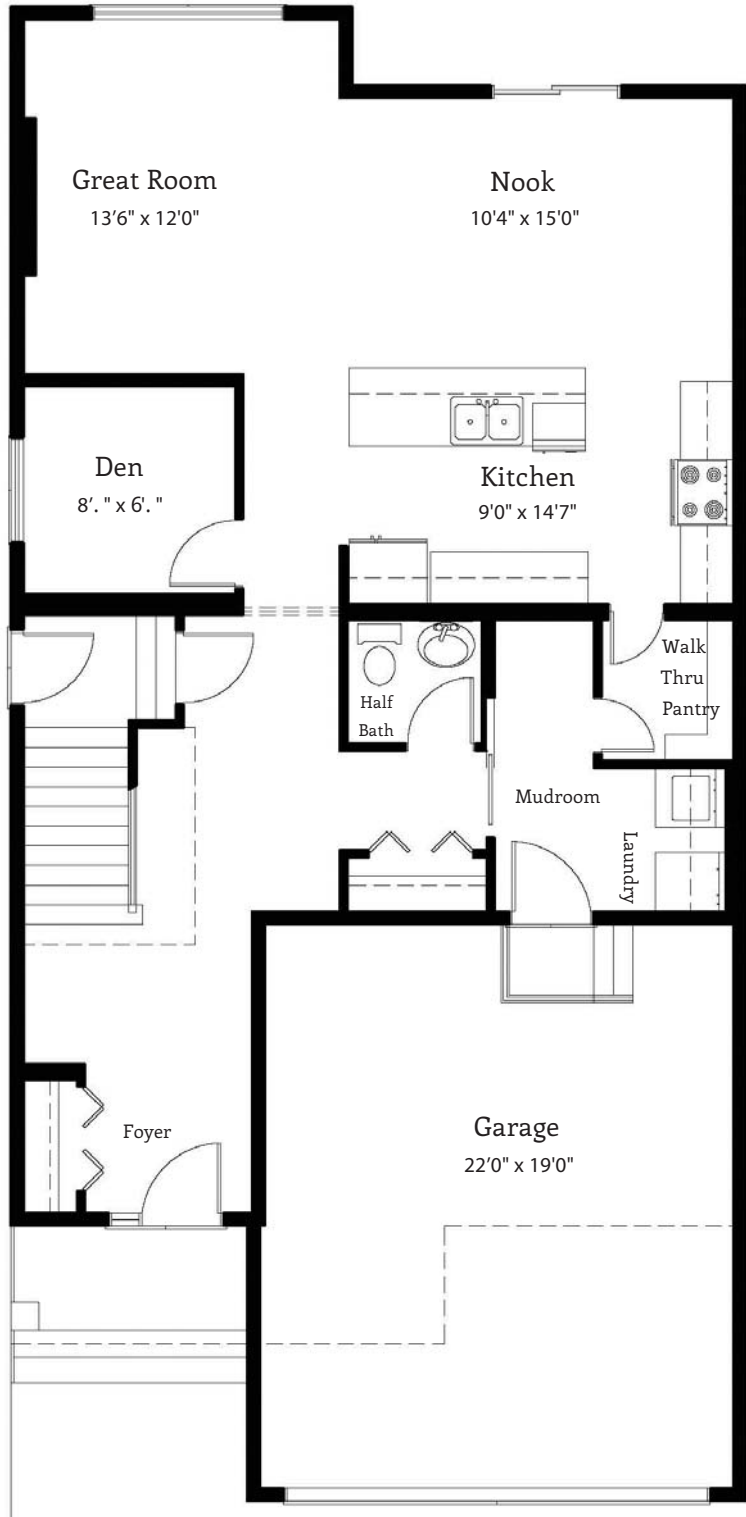 Great Room
13'6" x 12'0"
Nook
10'4" x 15'0"
Den
8'. " x 6'. "
Kitchen
9'0" x 14'7"
Half
Bath
Walk
Thru
Pantry
Mudroom
Laundry
Foyer
Garage
22'0" x 19'0"